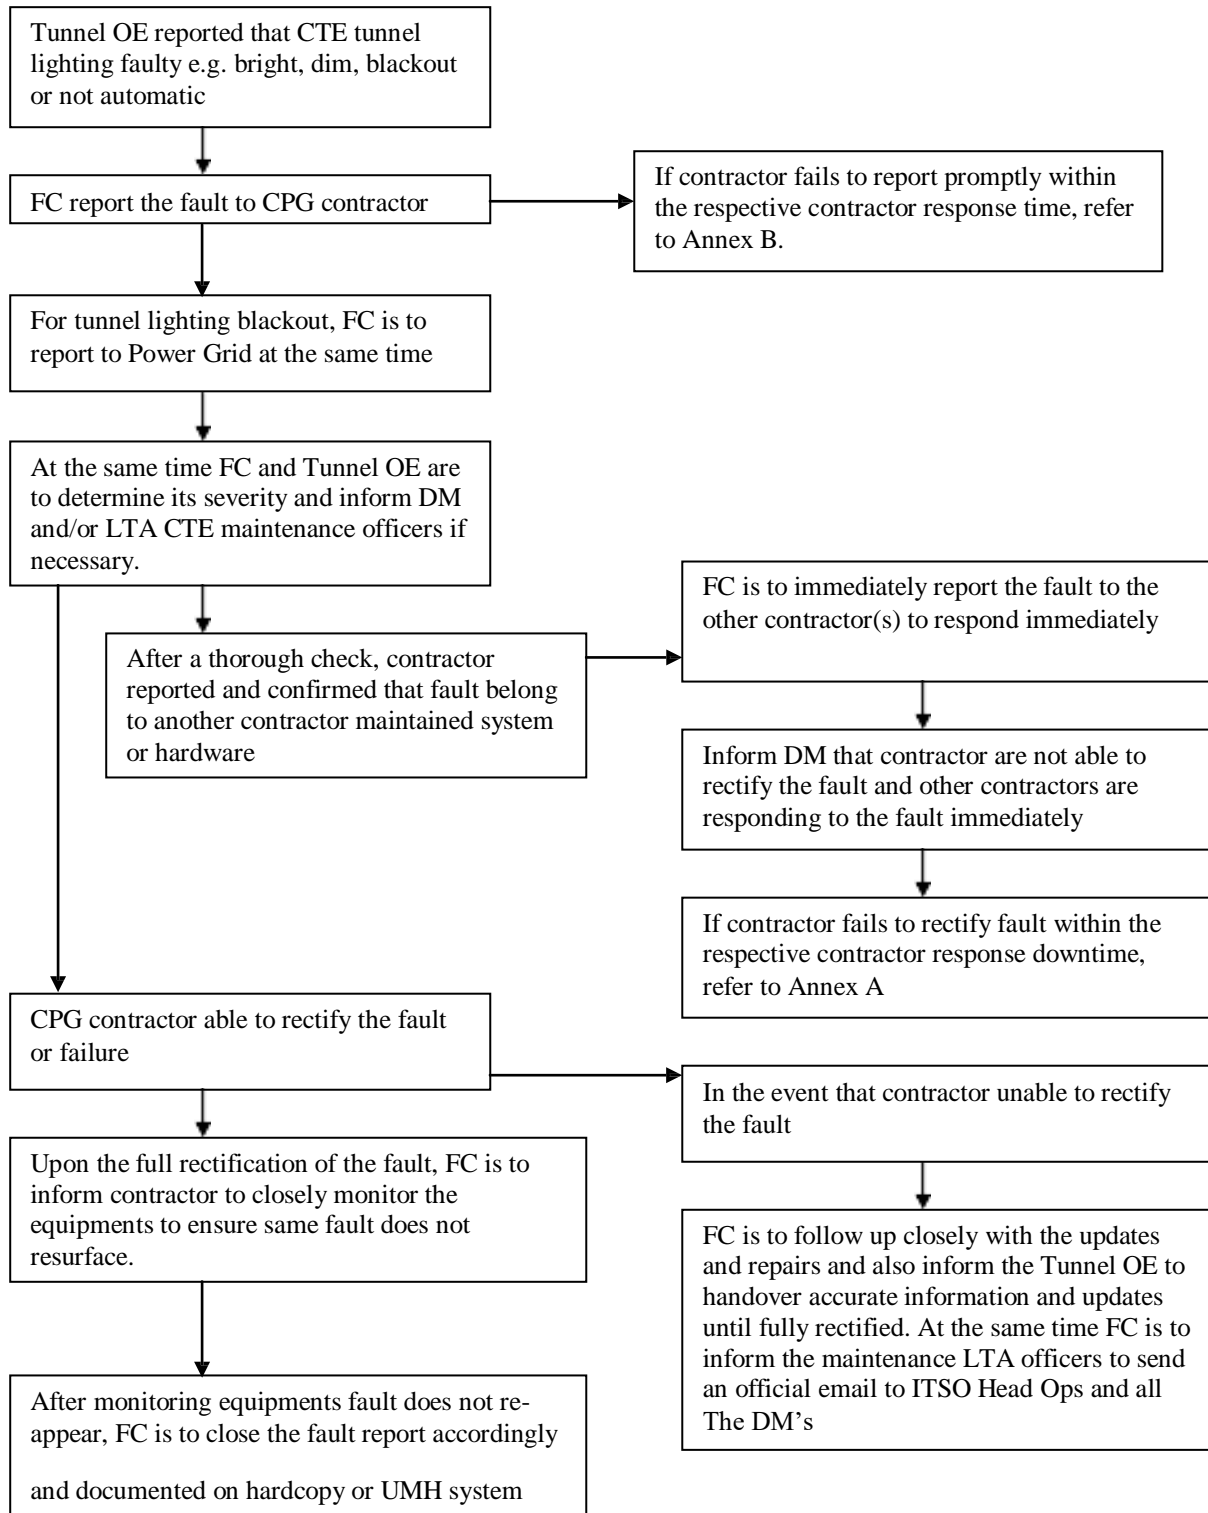 Tunnel OE reported that CTE tunnel
lighting faulty e.g. bright, dim, blackout
or not automatic
FC report the fault to CPG contractor
If contractor fails to report promptly within
the respective contractor response time, refer
to Annex B.
For tunnel lighting blackout, FC is to
report to Power Grid at the same time
At the same time FC and Tunnel OE are
to determine its severity and inform DM
and/or LTA CTE maintenance officers if
necessary.
After a thorough check, contractor
reported and confirmed that fault belong
to another contractor maintained system
or hardware
FC is to immediately report the fault to the
other contractor(s) to respond immediately
Inform DM that contractor are not able to
rectify the fault and other contractors are
responding to the fault immediately
If contractor fails to rectify fault within the
respective contractor response downtime,
refer to Annex A
CPG contractor able to rectify the fault
or failure
In the event that contractor unable to rectify
the fault
Upon the full rectification of the fault, FC is to
inform contractor to closely monitor the
equipments to ensure same fault does not
resurface.
FC is to follow up closely with the updates
and repairs and also inform the Tunnel OE to
handover accurate information and updates
until fully rectified. At the same time FC is to
inform the maintenance LTA officers to send
an official email to ITSO Head Ops and all
The DM's
After monitoring equipments fault does not re-
appear, FC is to close the fault report accordingly
and documented on hardcopy or UMH system